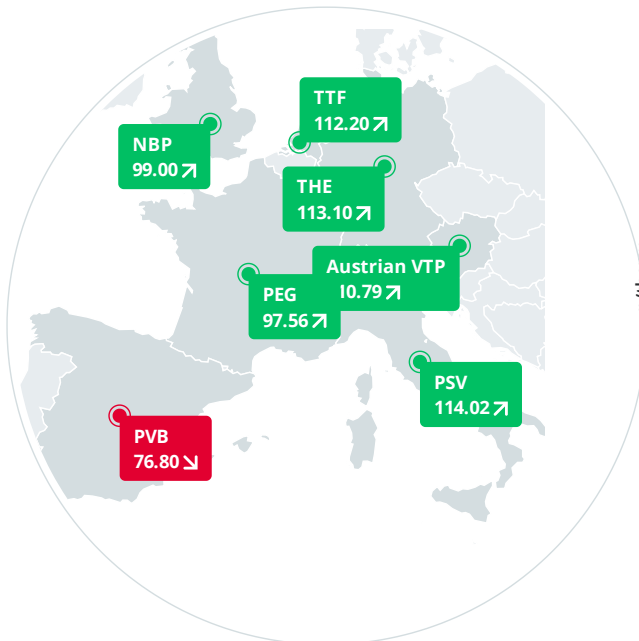 TTF
112.20
NBP
99.00
THE
113.10
Austrian VTP
PEG
97.56
PSV
114.02
PVB
76.80